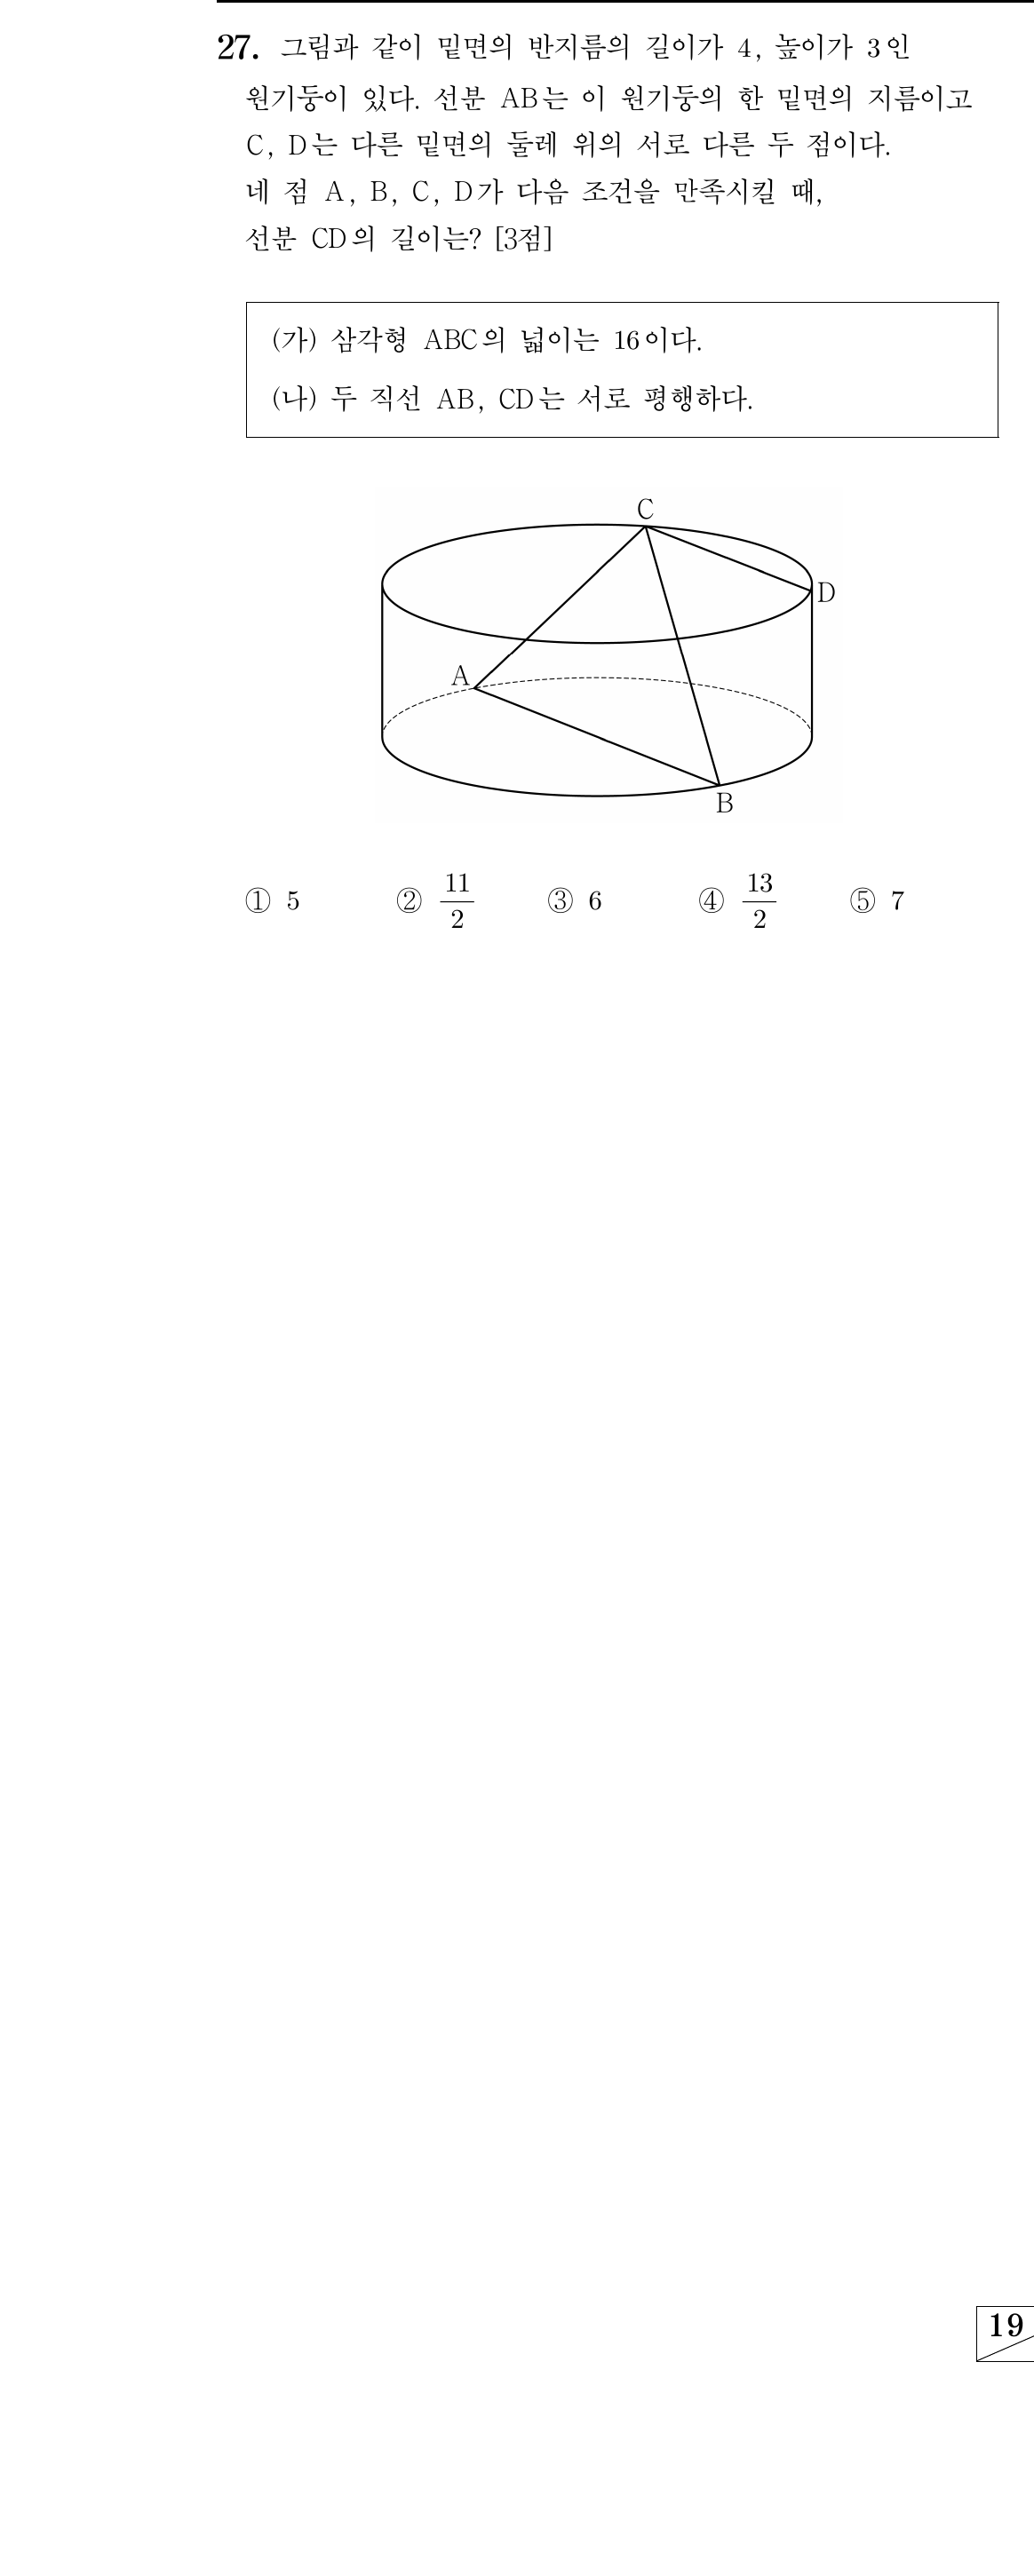 27. 그림과 같이 밑면의 반지름의 길이가 4, 높이가 3인
원기둥이 있다. 선분 AB는 이 원기둥의 한 밑면의 지름이고
C, D는 다른 밑면의 둘레 위의 서로 다른 두 점이다.
네 점 A, B, C, D가 다음 조건을 만족시킬 때,
선분 CD의 길이는? [3점]
(가) 삼각형 ABC의 넓이는 16이다.
(나) 두 직선 AB, CD는 서로 평행하다.
C
D
A
B
① 5 ② 11/2 ③ 6 ④ 13/2 ⑤ 7
19